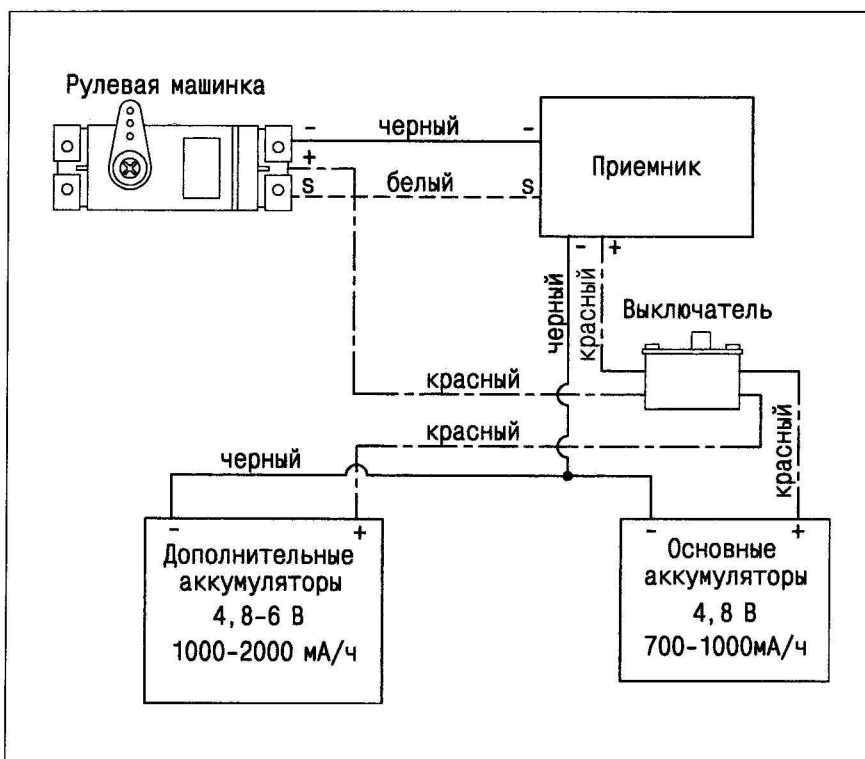 Рулевая машинка
- черный -
+
S белый S
Приемник
- +
черный
красный
Выключатель
красный
красный
красный
черный
- +
Дополнительные
аккумуляторы
4,8-6 В
1000-2000 мА/ч
- +
Основные
аккумуляторы
4,8 В
700-1000мА/ч